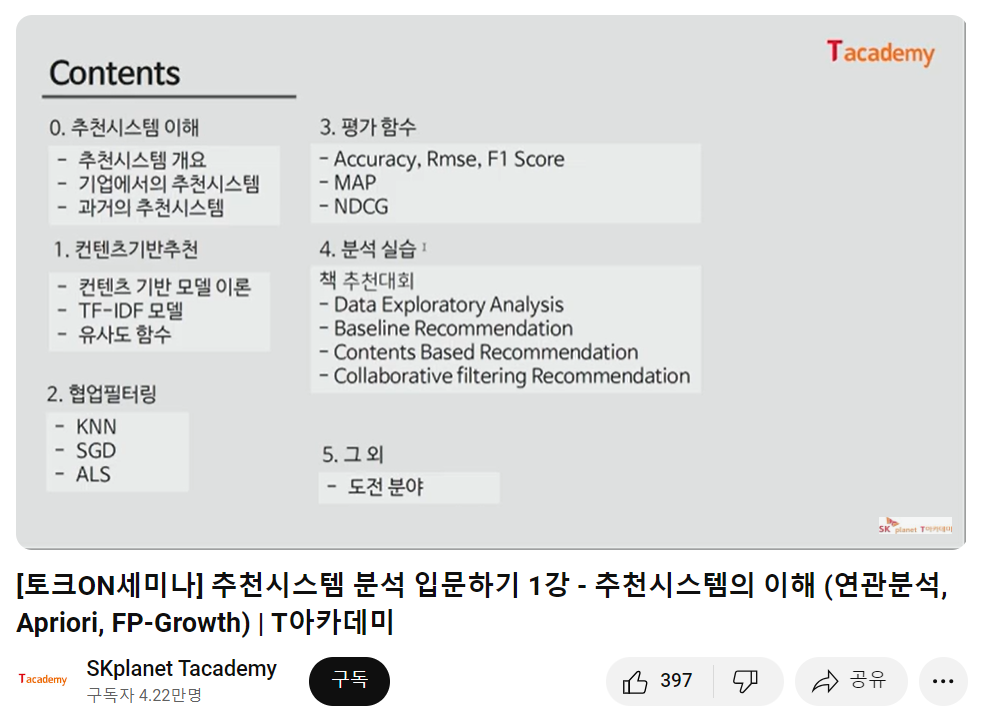 Tacademy
Contents
0. 추천시스템 이해
- 추천시스템 개요
- 기업에서의 추천시스템
- 과거의 추천시스템
1. 컨텐츠기반추천
- 컨텐츠 기반 모델 이론
- TF-IDF 모델
- 유사도 함수
2. 협업필터링
- KNN
- SGD
- ALS
3. 평가 함수
- Accuracy, Rmse, F1 Score
- MAP
- NDCG
4. 분석 실습
책 추천대회
- Data Exploratory Analysis
- Baseline Recommendation
- Contents Based Recommendation
- Collaborative filtering Recommendation
5. 그 외
- 도전 분야
SK planet T아카데미
[토크ON세미나] 추천시스템 분석 입문하기 1강 - 추천시스템의 이해 (연관분석,
Apriori, FP-Growth) | T아카데미
Tacademy
SKplanet Tacademy
구독자 4.22만명
구독
397
공유